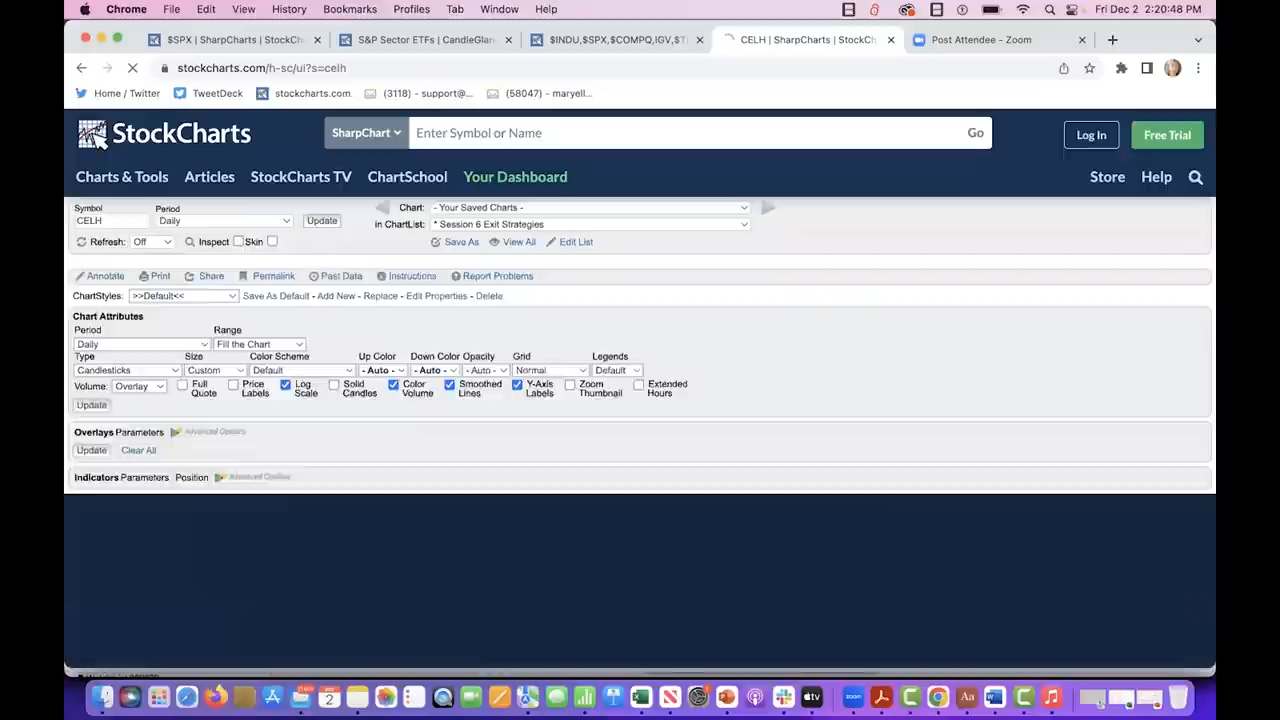 Chrome File Edit View History Bookmarks Profiles Tab Window Help Fri Dec 2 2:20:48 PM
$SPX | SharpCharts | StockCh S&P Sector ETFs | CandleGlan $INDU,$SPX,$COMPQ,IGV,$T CELH | SharpCharts | StockCh Post Attendee - Zoom
stockcharts.com/h-sc/ui?s=celh
Home / Twitter TweetDeck stockcharts.com (3118) - support@... (58047) - maryell...
StockCharts SharpChart Enter Symbol or Name Go Log In Free Trial
Charts & Tools Articles StockCharts TV ChartSchool Your Dashboard Store Help
Symbol Period Chart: - Your Saved Charts -
CELH Daily Update in ChartList: * Session 6 Exit Strategies
Refresh: Off Inspect Skin Save As View All Edit List
Annotate Print Share Permalink Past Data Instructions Report Problems
ChartStyles: >>Default<< Save As Default - Add New - Replace - Edit Properties - Delete
Chart Attributes
Period Range
Daily Fill the Chart
Type Size Color Scheme Up Color Down Color Opacity Grid Legends
Candlesticks Custom Default - Auto - - Auto - - Auto - Normal Default
Volume: Overlay Full Quote Price Labels Log Scale Solid Candles Color Volume Smoothed Lines Y-Axis Labels Zoom Thumbnail Extended Hours
Update
Overlays Parameters Advanced Options
Update Clear All
Indicators Parameters Position Advanced Options